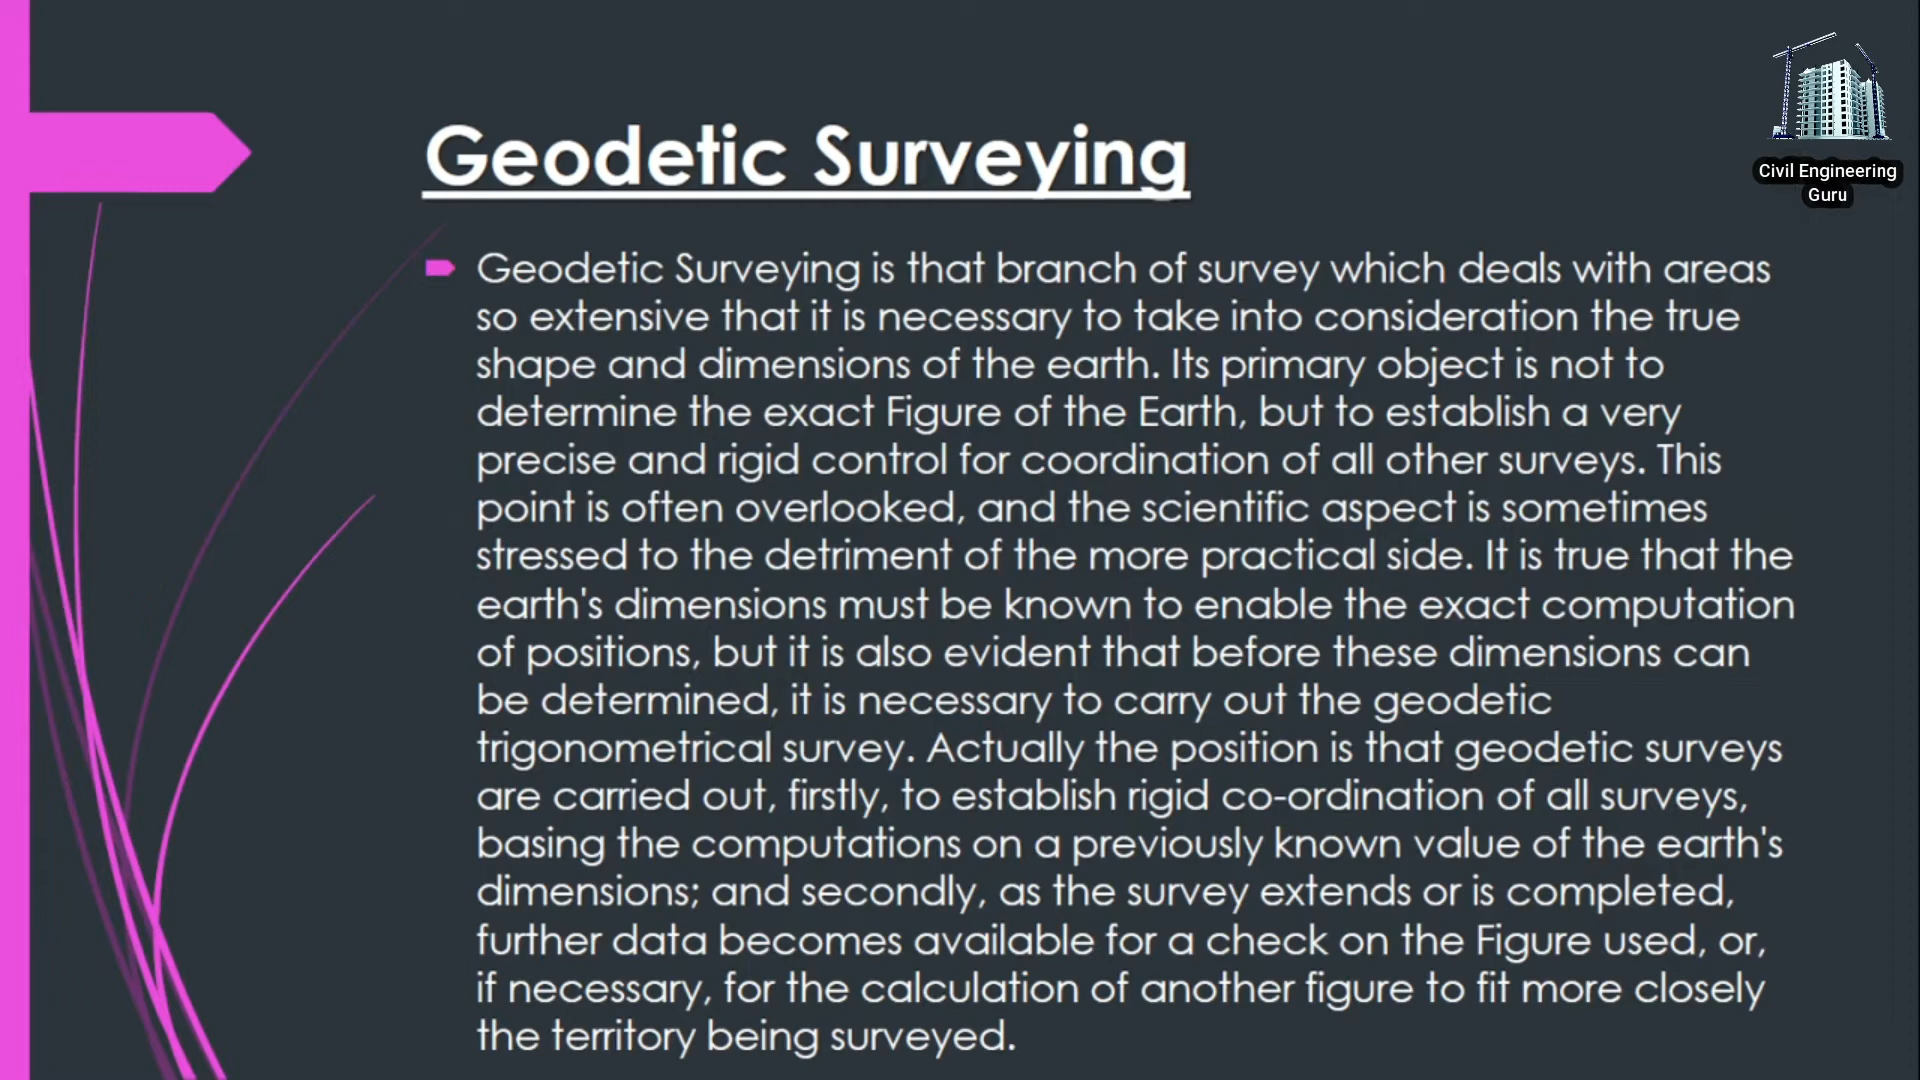 Civil Engineering
Guru
Geodetic Surveying
Geodetic Surveying is that branch of survey which deals with areas
so extensive that it is necessary to take into consideration the true
shape and dimensions of the earth. Its primary object is not to
determine the exact Figure of the Earth, but to establish a very
precise and rigid control for coordination of all other surveys. This
point is often overlooked, and the scientific aspect is sometimes
stressed to the detriment of the more practical side. It is true that the
earth's dimensions must be known to enable the exact computation
of positions, but it is also evident that before these dimensions can
be determined, it is necessary to carry out the geodetic
trigonometrical survey. Actually the position is that geodetic surveys
are carried out, firstly, to establish rigid co-ordination of all surveys,
basing the computations on a previously known value of the earth's
dimensions; and secondly, as the survey extends or is completed,
further data becomes available for a check on the Figure used, or,
if necessary, for the calculation of another figure to fit more closely
the territory being surveyed.